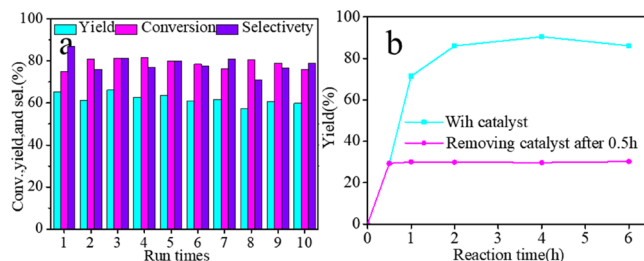 a
Yield Conversion Selectivity
Conv.yield,and sel.(%)
100
80
60
40
20
0
1 2 3 4 5 6 7 8 9 10
Run times
b
Yield(%)
100
80
60
40
20
0
Wih catalyst
Removing catalyst after 0.5h
0 1 2 3 4 5 6
Reaction time(h)